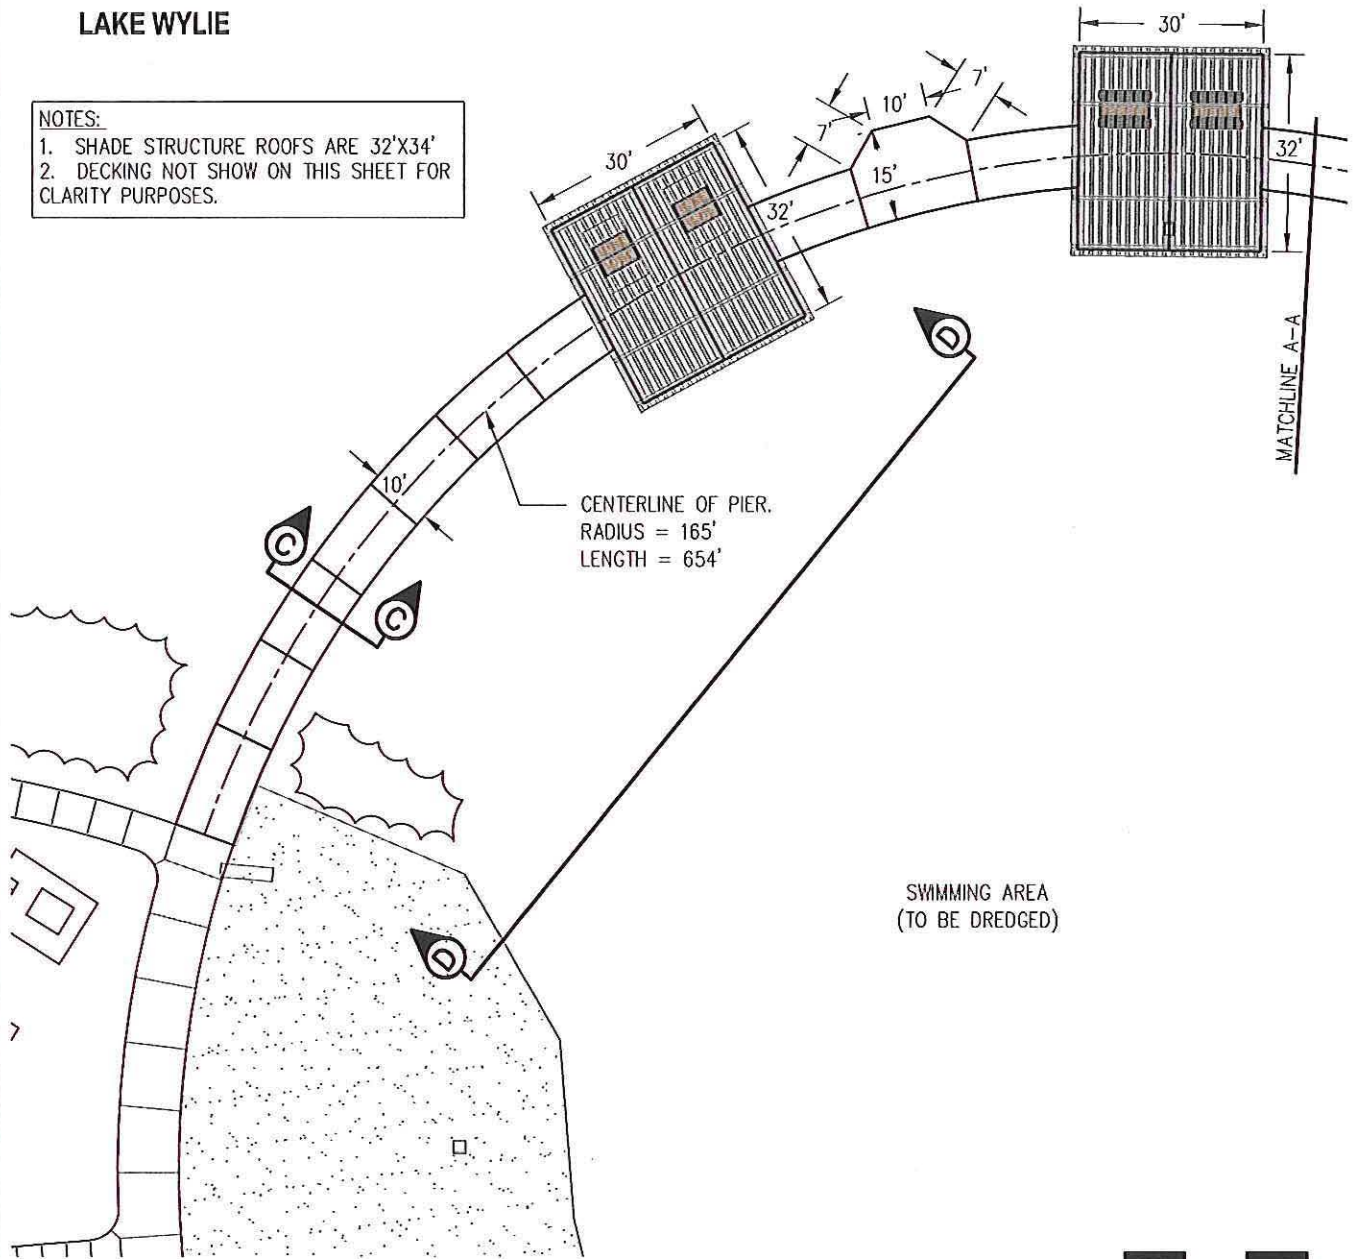 LAKE WYLIE
NOTES:
1. SHADE STRUCTURE ROOFS ARE 32'X34'
2. DECKING NOT SHOW ON THIS SHEET FOR
CLARITY PURPOSES.
30'
7'
10'
7'
32'
30'
15'
32'
MATCHLINE A-A
D
10'
CENTERLINE OF PIER.
RADIUS = 165'
LENGTH = 654'
C
C
SWIMMING AREA
(TO BE DREDGED)
D